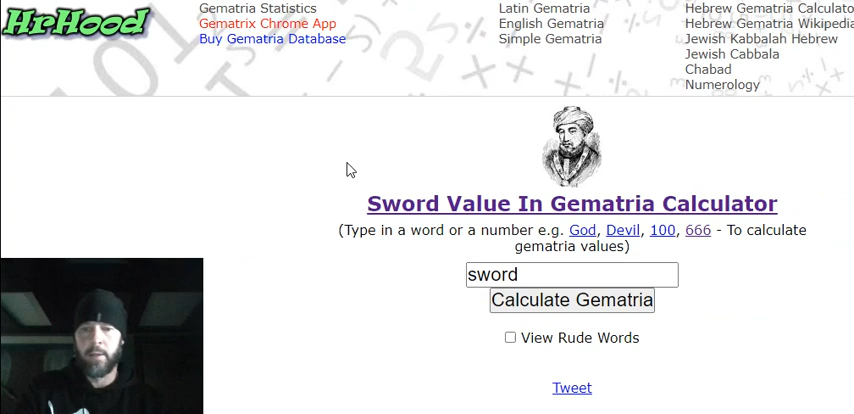 HrHood
Gematria Statistics
Gematrix Chrome App
Buy Gematria Database
Latin Gematria
English Gematria
Simple Gematria
Hebrew Gematria Calculato
Hebrew Gematria Wikipedia
Jewish Kabbalah Hebrew
Jewish Cabbala
Chabad
Numerology
Sword Value In Gematria Calculator
(Type in a word or a number e.g. God, Devil, 100, 666 - To calculate
gematria values)
sword
Calculate Gematria
View Rude Words
Tweet